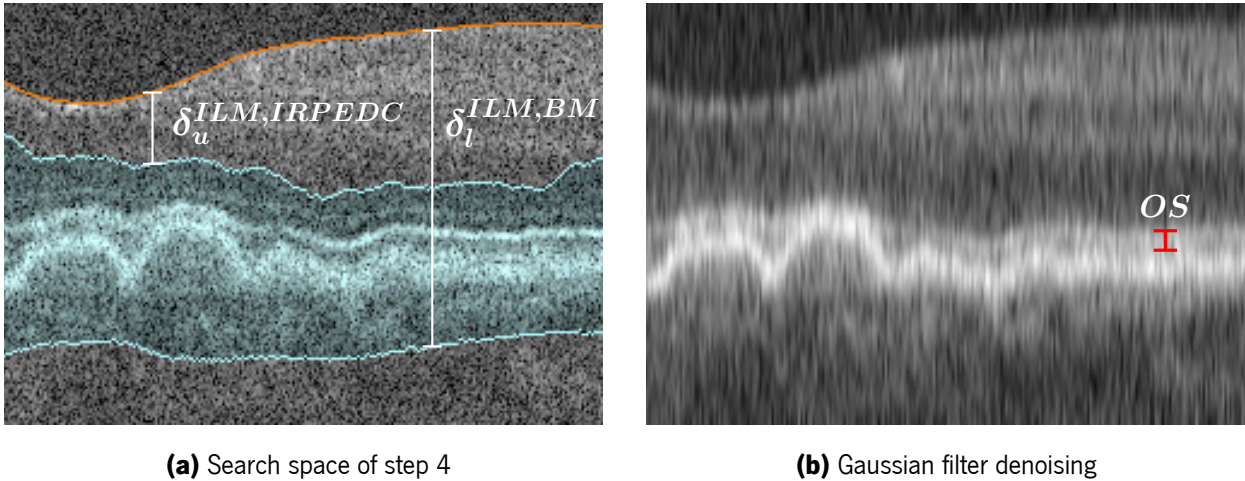 δ_u^{ILM,IRPEDC}
δ_l^{ILM,BM}
OS
(a) Search space of step 4
(b) Gaussian filter denoising